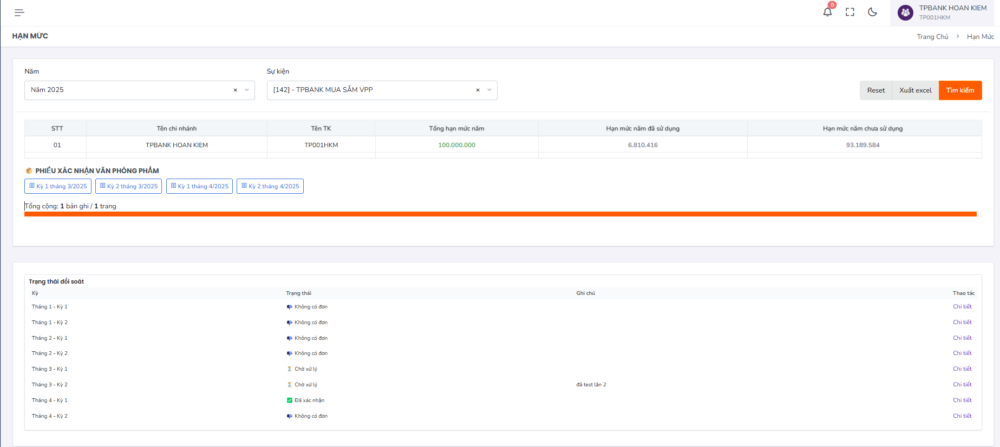 0
TPBANK HOAN KIEM
TP001HKM
HẠN MỨC
Trang Chủ > Hạn Mức
Năm
Sự kiện
Năm 2025 ×
[142] - TPBANK MUA SẮM VPP ×
Reset Xuất excel Tìm kiếm
STT Tên chi nhánh Tên TK Tổng hạn mức năm Hạn mức năm đã sử dụng Hạn mức năm chưa sử dụng
01 TPBANK HOAN KIEM TP001HKM 100.000.000 6.810.416 93.189.584
PHIẾU XÁC NHẬN VĂN PHÒNG PHẨM
Kỳ 1 tháng 3/2025 Kỳ 2 tháng 3/2025 Kỳ 1 tháng 4/2025 Kỳ 2 tháng 4/2025
Tổng cộng: 1 bản ghi / 1 trang
Trạng thái đối soát
Kỳ Trạng thái Ghi chú Thao tác
Tháng 1 - Kỳ 1 Không có đơn Chi tiết
Tháng 1 - Kỳ 2 Không có đơn Chi tiết
Tháng 2 - Kỳ 1 Không có đơn Chi tiết
Tháng 2 - Kỳ 2 Không có đơn Chi tiết
Tháng 3 - Kỳ 1 Chờ xử lý Chi tiết
Tháng 3 - Kỳ 2 Chờ xử lý đã test lần 2 Chi tiết
Tháng 4 - Kỳ 1 Đã xác nhận Chi tiết
Tháng 4 - Kỳ 2 Không có đơn Chi tiết